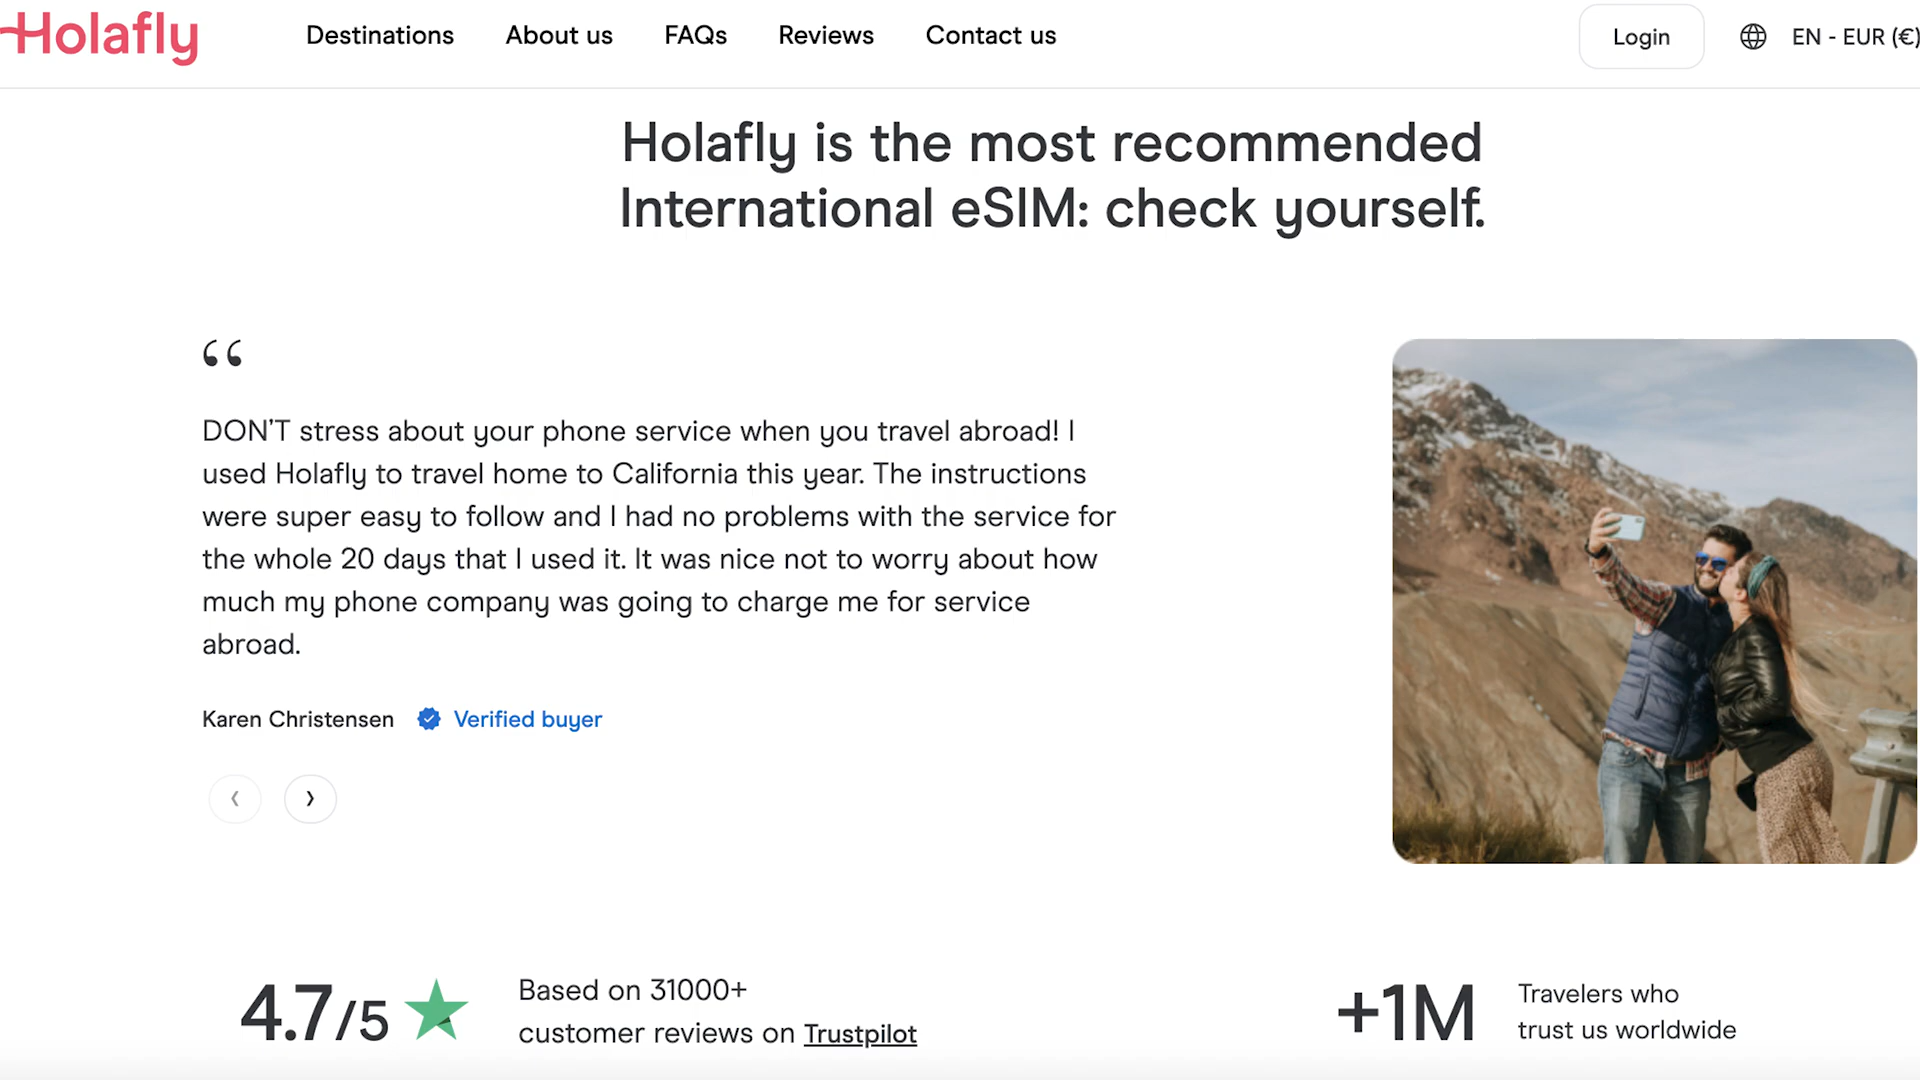 Holafly
Destinations
About us
FAQs
Reviews
Contact us
Login
EN - EUR (€)
Holafly is the most recommended
International eSIM: check yourself.
“
DON'T stress about your phone service when you travel abroad! I
used Holafly to travel home to California this year. The instructions
were super easy to follow and I had no problems with the service for
the whole 20 days that I used it. It was nice not to worry about how
much my phone company was going to charge me for service
abroad.
Karen Christensen
Verified buyer
4.7/5
Based on 31000+
customer reviews on Trustpilot
+1M
Travelers who
trust us worldwide